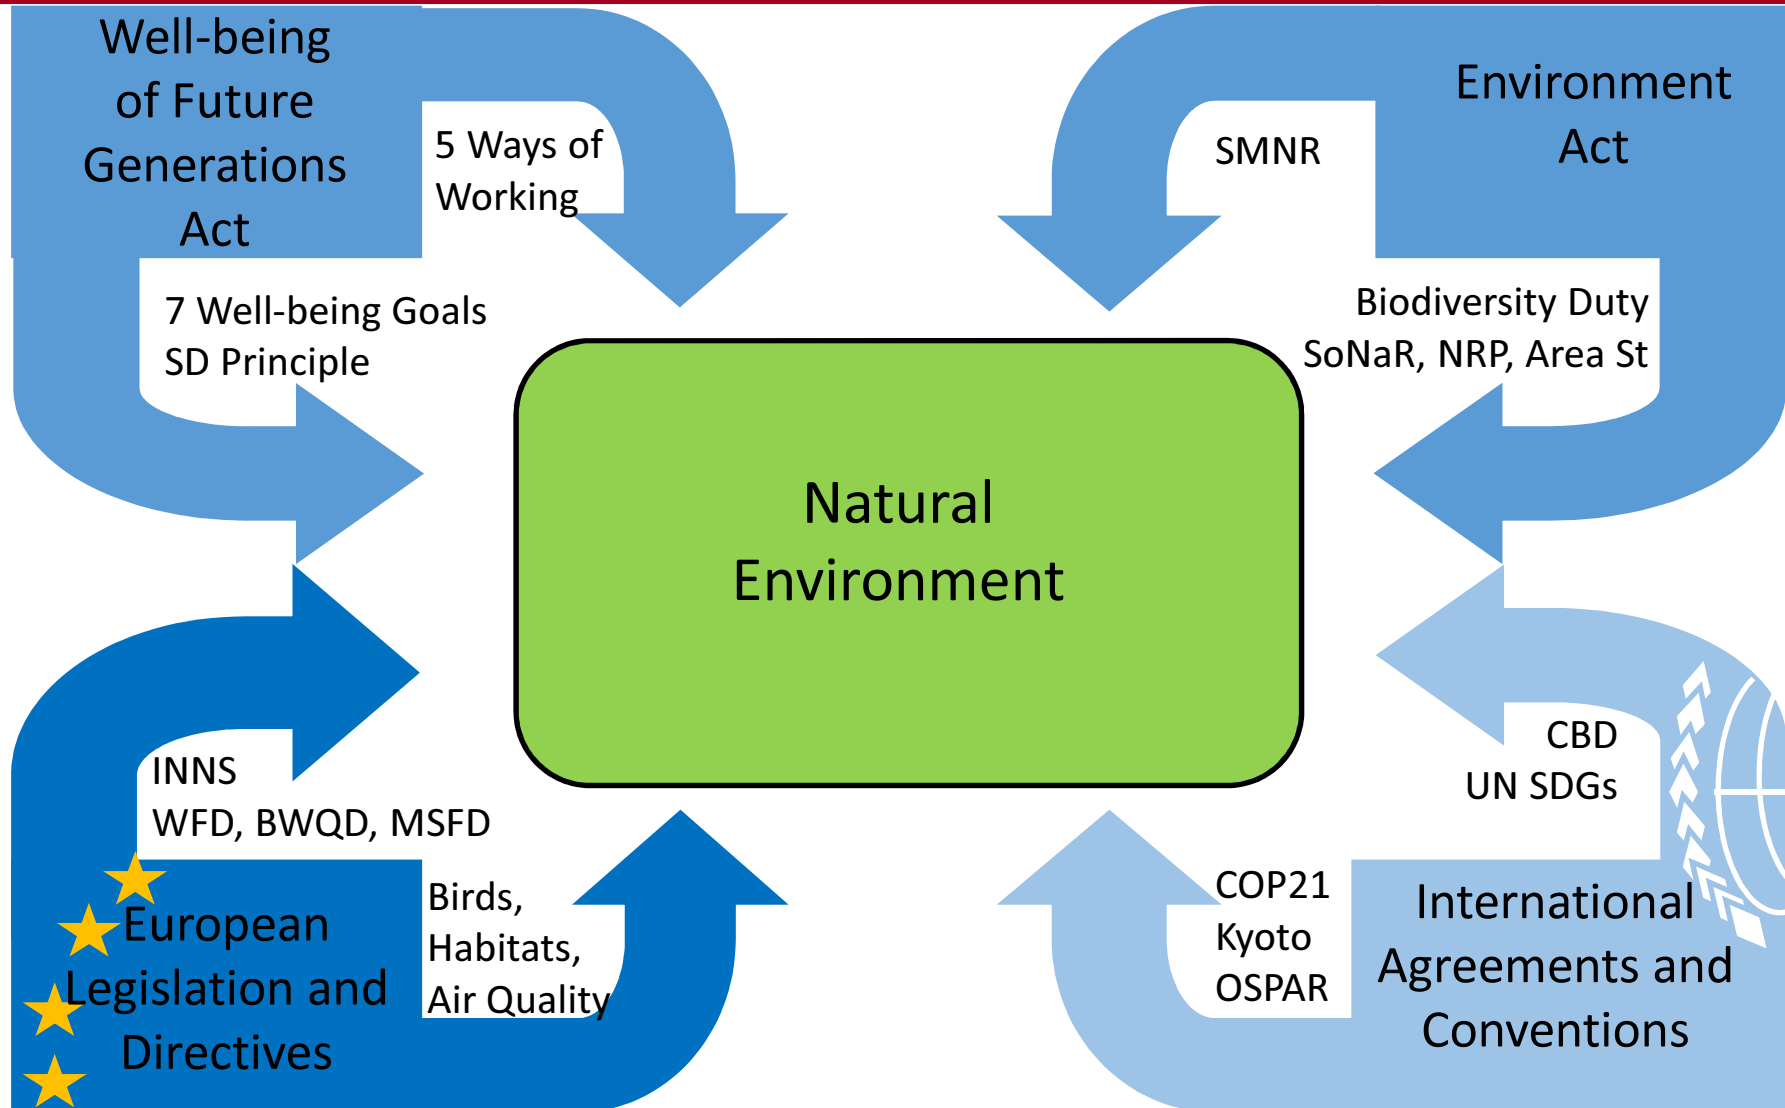 Well-being
of Future
Generations
Act
5 Ways of
Working
7 Well-being Goals
SD Principle
Environment
Act
SMNR
Biodiversity Duty
SoNaR, NRP, Area St
Natural
Environment
INNS
WFD, BWQD, MSFD
European
Legislation and
Directives
Birds,
Habitats,
Air Quality
CBD
UN SDGs
COP21
Kyoto
OSPAR
International
Agreements and
Conventions